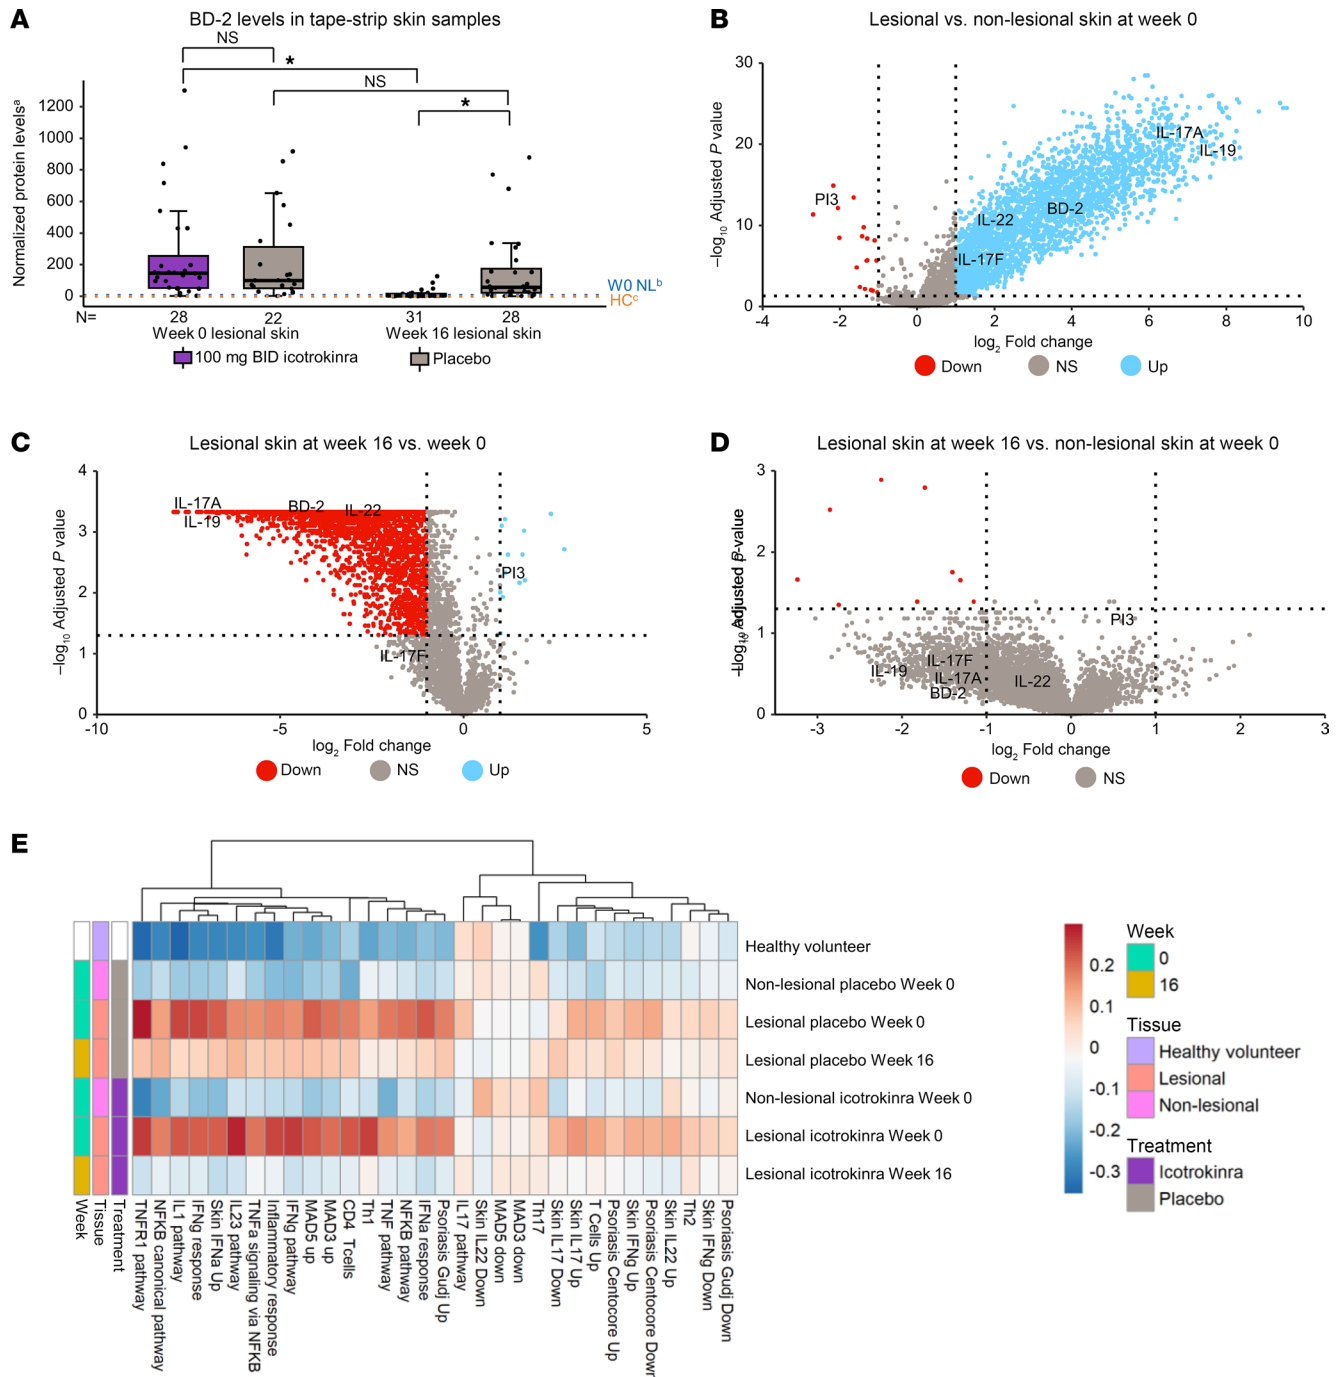 A
BD-2 levels in tape-strip skin samples
NS
*
NS
*
Normalized protein levelsa
1200
1000
800
600
400
200
0
W0 NLb
HCc
N=
28
22
31
28
Week 0 lesional skin
Week 16 lesional skin
100 mg BID icotrokinra
Placebo
B
Lesional vs. non-lesional skin at week 0
–log10 Adjusted P value
30
20
10
0
IL-17A
IL-19
PI3
BD-2
IL-22
IL-17F
-4
-2
0
2
4
6
8
10
log2 Fold change
Down
NS
Up
C
Lesional skin at week 16 vs. week 0
–log10 Adjusted P value
4
3
2
1
0
IL-17A
BD-2
IL-22
IL-19
PI3
IL-17F
-10
-5
0
5
log2 Fold change
Down
NS
Up
D
Lesional skin at week 16 vs. non-lesional skin at week 0
3
2
1
0
PI3
IL-17F
IL-19
IL-17A
IL-22
BD-2
-3
-2
-1
0
1
2
3
log2 Fold change
Down
NS
E
Healthy volunteer
Non-lesional placebo Week 0
Lesional placebo Week 0
Lesional placebo Week 16
Non-lesional icotrokinra Week 0
Lesional icotrokinra Week 0
Lesional icotrokinra Week 16
Week
Tissue
Treatment
TNFR1 pathway
NFKB canonical pathway
IL1 pathway
IFNg response
Skin IFNa Up
IL23 pathway
TNFa signaling via NFKB
Inflammatory response
IFNg pathway
MAD5 up
MAD3 up
CD4 Tcells
Th1
TNF pathway
NFKB pathway
IFNa response
Psoriasis Gudj Up
IL17 pathway
Skin IL22 Down
MAD5 down
MAD3 down
Th17
Skin IL17 Down
Skin IL17 Up
T Cells Up
Psoriasis Centocore Up
Skin IFNg Up
Psoriasis Centocore Down
Skin IL22 Up
Th2
Skin IFNg Down
Psoriasis Gudj Down
0.2
0.1
0
-0.1
-0.2
-0.3
Week
0
16
Tissue
Healthy volunteer
Lesional
Non-lesional
Treatment
Icotrokinra
Placebo